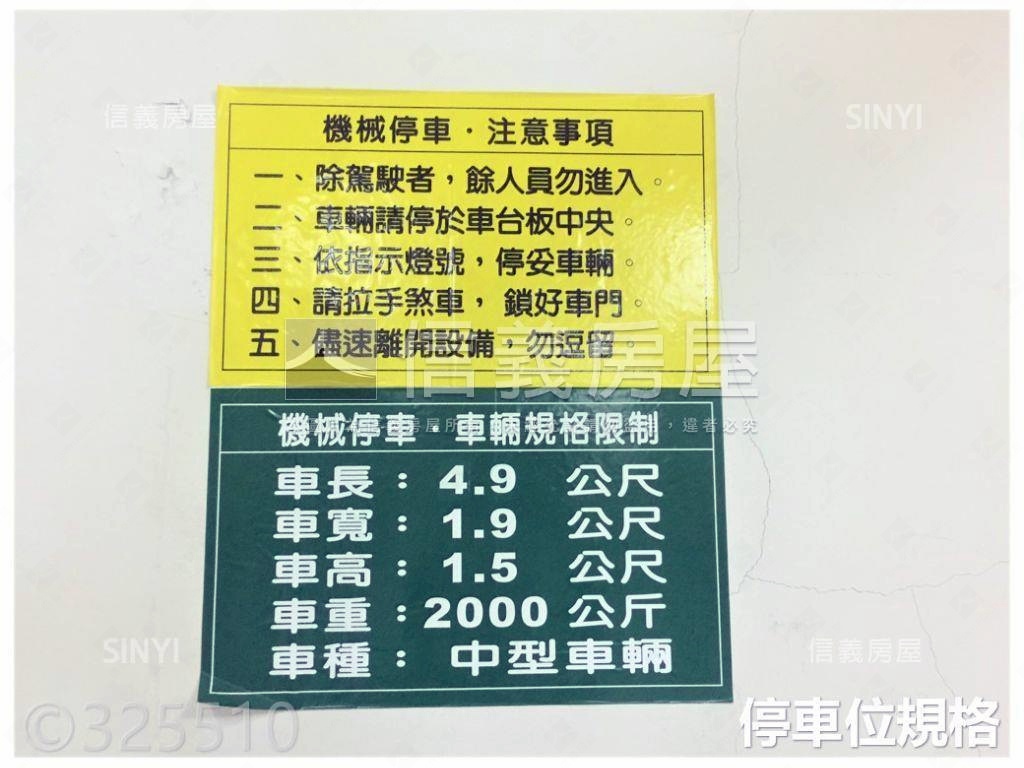 信義房屋
SINYI
機械停車・注意事項
一、除駕駛者，餘人員勿進入。
二、車輛請停於車台板中央。
三、依指示燈號，停妥車輛。
四、請拉手煞車， 鎖好車門。
五、儘速離開設備，勿逗留。
信義房屋
機械停車・車輛規格限制
，違者必究
車長： 4.9 公尺
車寬： 1.9 公尺
車高： 1.5 公尺
車重：2000 公斤
車種： 中型車輛
SINYI
信義房屋
©325510
停車位規格